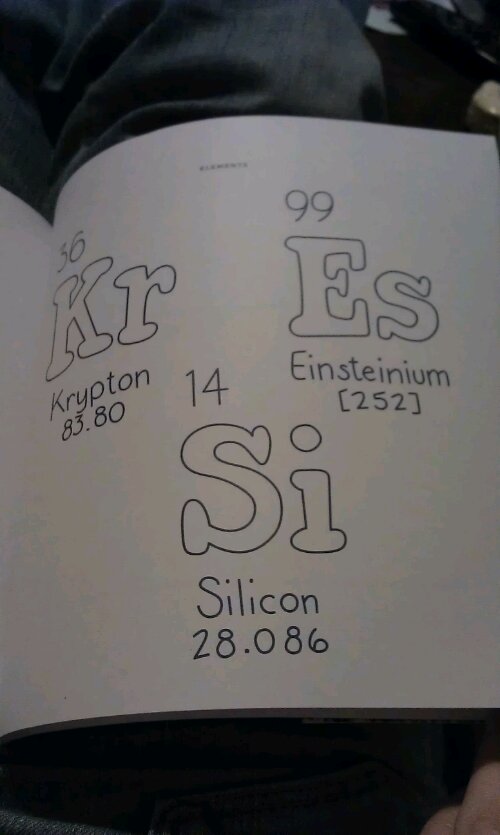 ELEMENTS
36
Kr
Krypton
83.80
99
Es
Einsteinium
[252]
14
Si
Silicon
28.086